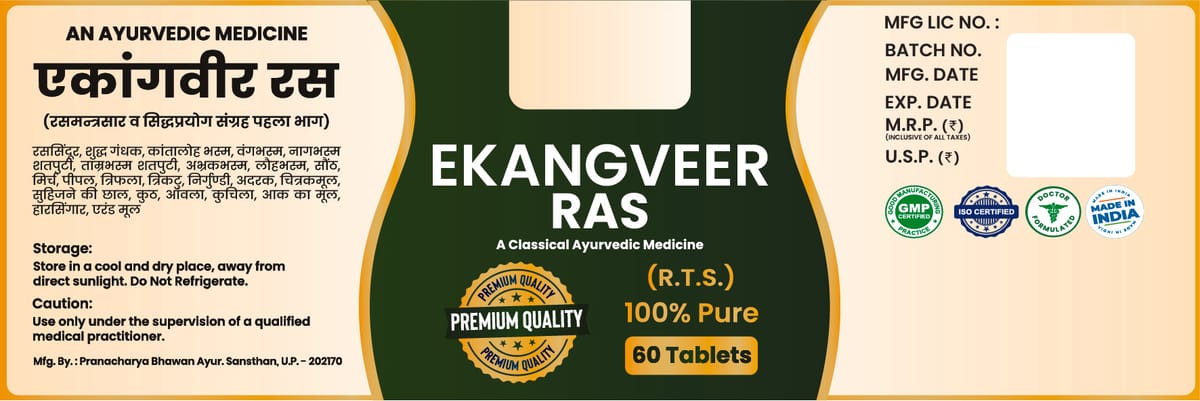 AN AYURVEDIC MEDICINE
एकांगवीर रस
(रसमन्त्रसार व सिद्धप्रयोग संग्रह पहला भाग)
रससिंदूर, शुद्ध गंधक, कांतालोह भस्म, वंगभस्म, नागभस्म
शतपुटी, ताम्रभस्म शतपुटी, अभ्रकभस्म, लौहभस्म, सौंठ,
मिर्च, पीपल, त्रिफला, त्रिकटु, निर्गुण्डी, अदरक, चित्रकमूल,
मुहिजने की छाल, कुठ, आंवला, कुचिला, आक का मूल,
हारसिंगार, एरंड मूल
Storage:
Store in a cool and dry place, away from
direct sunlight. Do Not Refrigerate.
Caution:
Use only under the supervision of a qualified
medical practitioner.
Mfg. By. : Pranacharya Bhawan Ayur. Sansthan, U.P. - 202170
EKANGVEER
RAS
A Classical Ayurvedic Medicine
PREMIUM QUALITY
PREMIUM QUALITY
PREMIUM QUALITY
(R.T.S.)
100% Pure
60 Tablets
MFG LIC NO. :
BATCH NO.
MFG. DATE
EXP. DATE
M.R.P. (₹)
(INCLUSIVE OF ALL TAXES)
U.S.P. (₹)
GOOD MANUFACTURING
GMP
CERTIFIED
PRACTICE
ISO CERTIFIED
DOCTOR
FORMULATED
MADE IN INDIA
MADE IN
INDIA